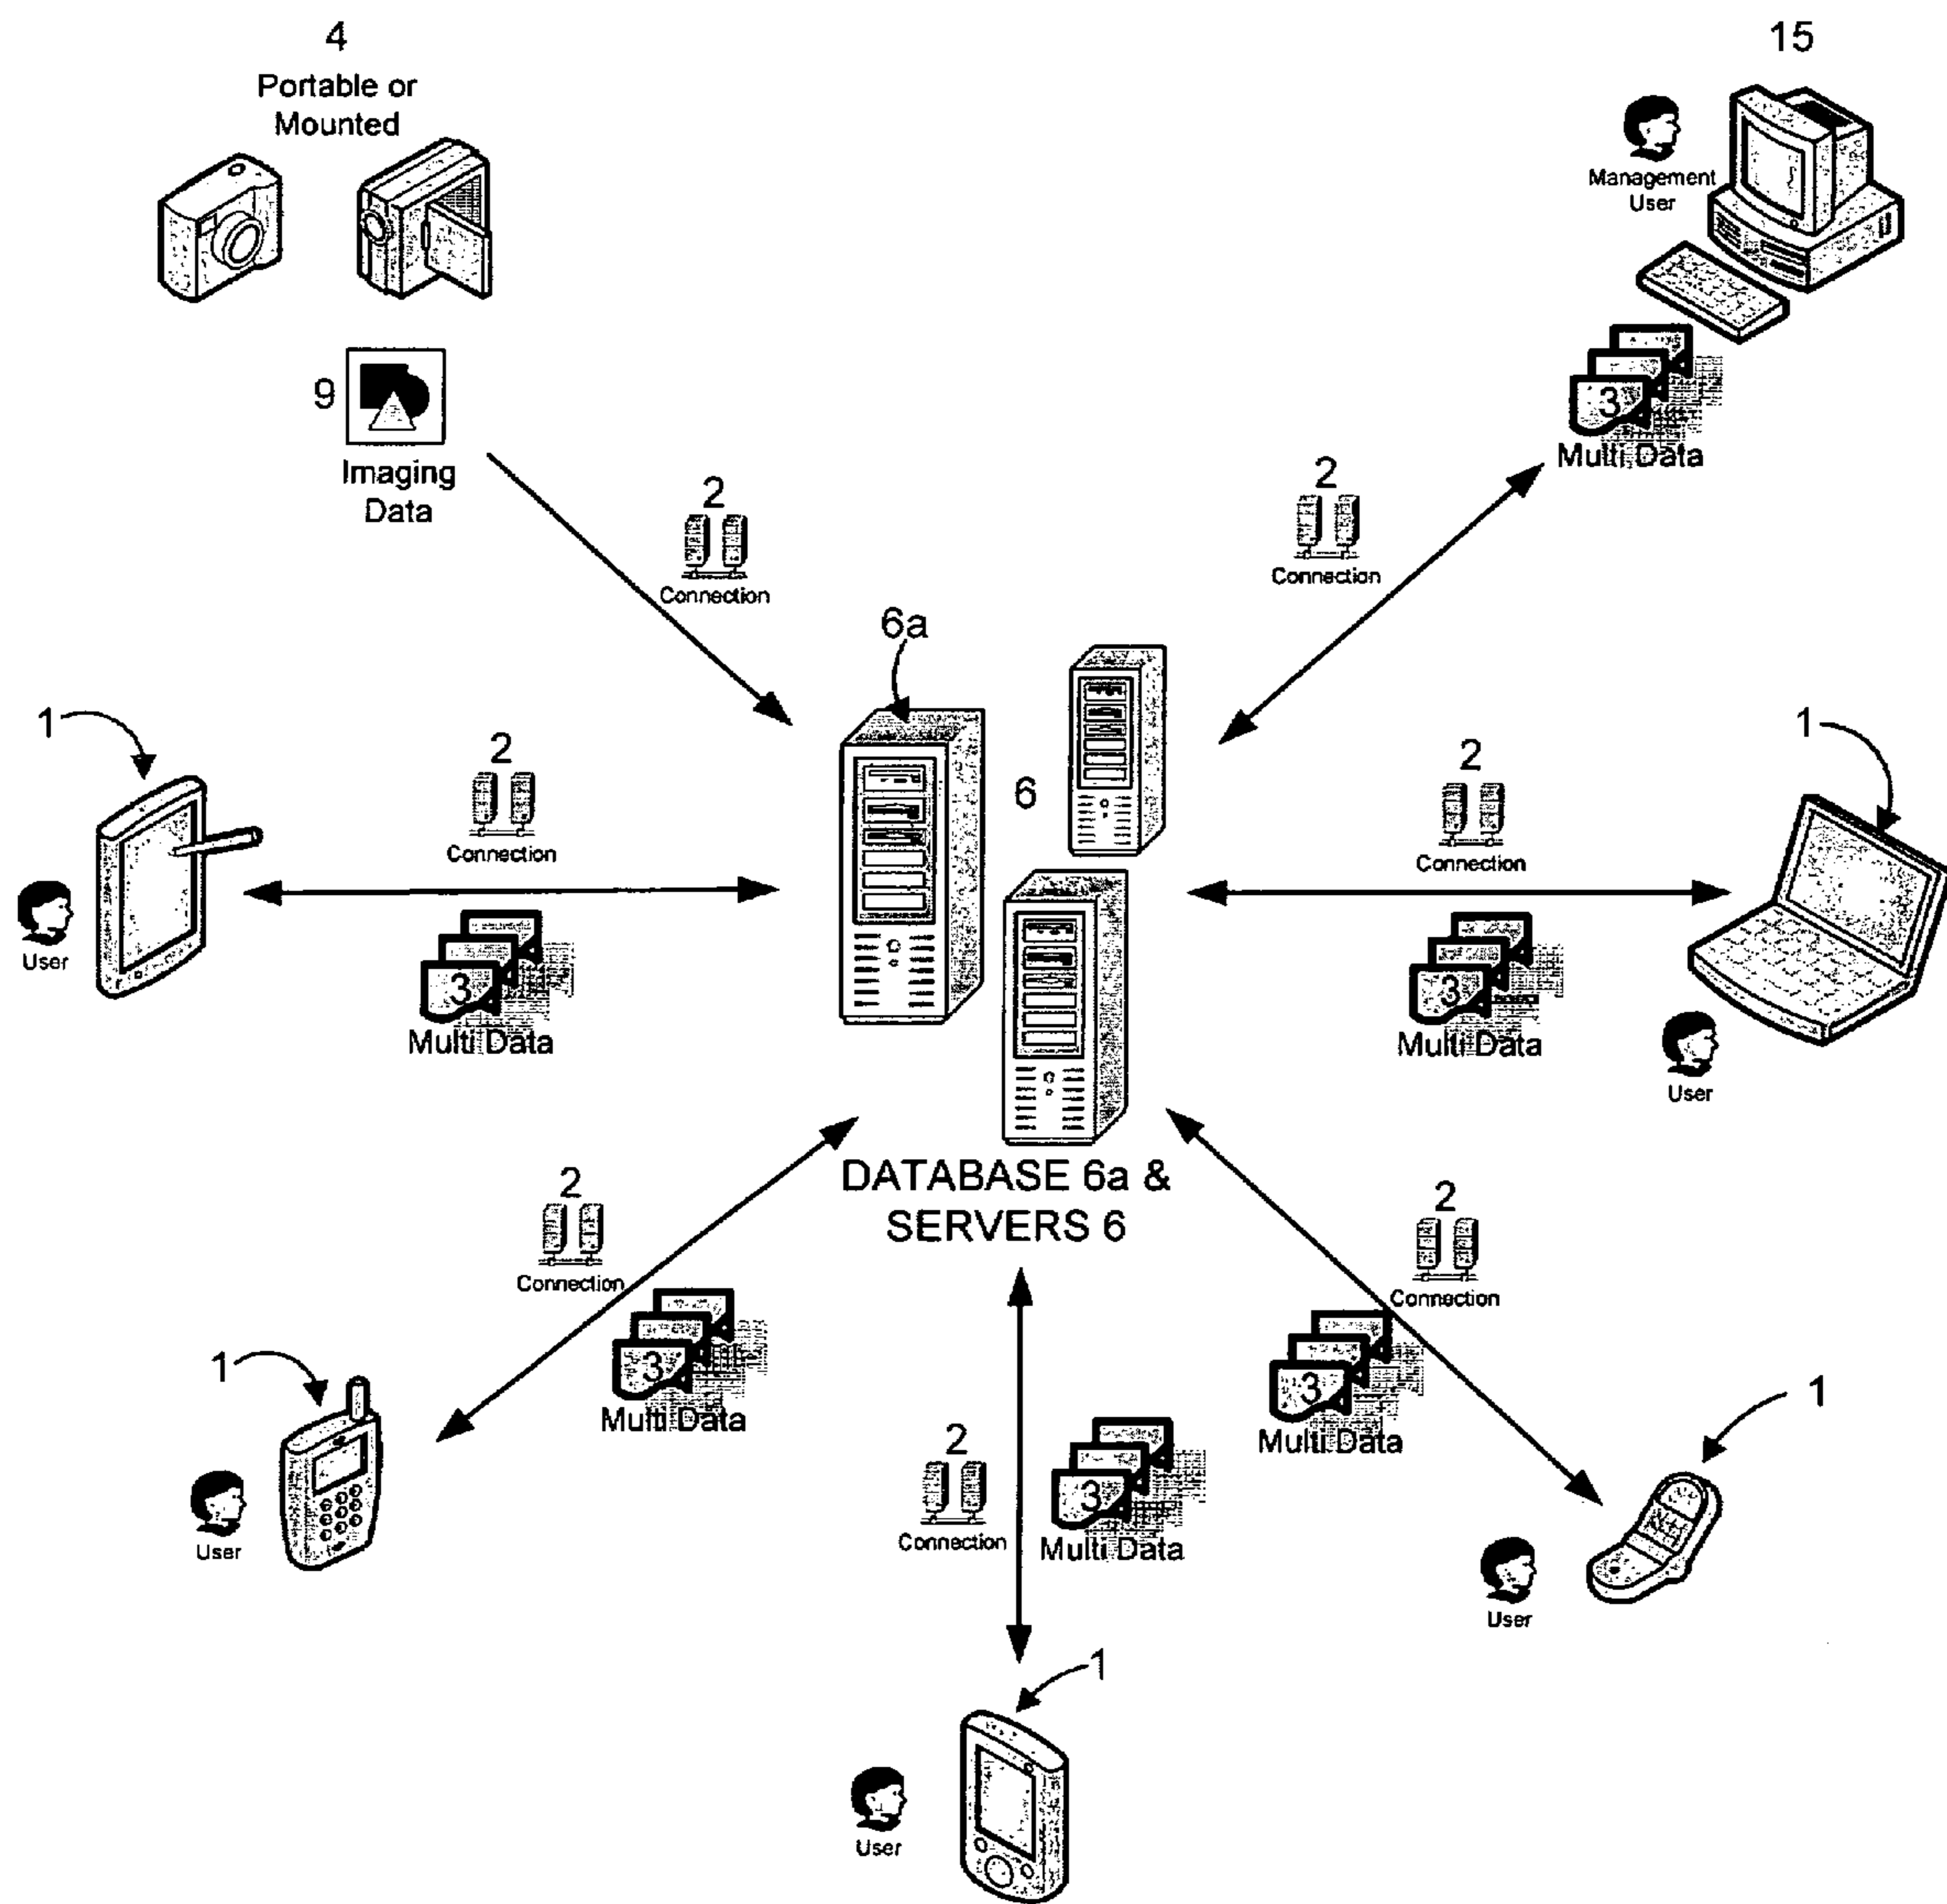 4
Portable or
Mounted
15
Management
User
9
Imaging
Data
3
Multi Data
2
Connection
2
Connection
6a
6
1
2
Connection
User
3
Multi Data
1
2
Connection
3
Multi Data
User
DATABASE 6a &
SERVERS 6
2
Connection
3
Multi Data
1
User
2
Connection
3
Multi Data
1
User
2
Connection
3
Multi Data
1
User